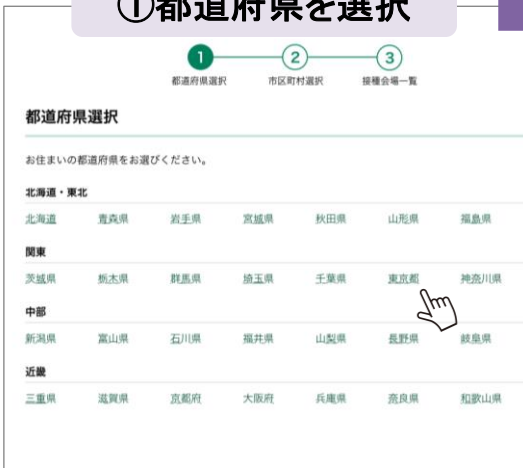 ①都道府県を選択
1 2 3
都道府県選択 市区町村選択 接種会場一覧
都道府県選択
お住まいの都道府県をお選びください。
北海道・東北
北海道 青森県 岩手県 宮城県 秋田県 山形県 福島県
関東
茨城県 栃木県 群馬県 埼玉県 千葉県 東京都 神奈川県
中部
新潟県 富山県 石川県 福井県 山梨県 長野県 岐阜県
近畿
三重県 滋賀県 京都府 大阪府 兵庫県 奈良県 和歌山県